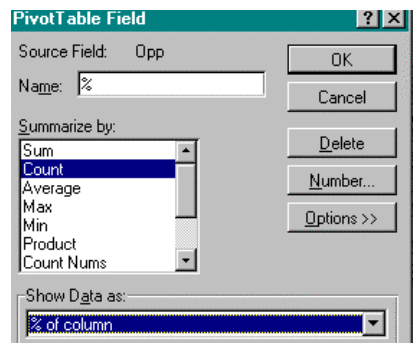 PivotTable Field ? ×
Source Field: Opp
OK
Name: %
Cancel
Summarize by:
Sum
Delete
Count
Average
Number...
Max
Min
Options >>
Product
Count Nums
Show Data as:
% of column